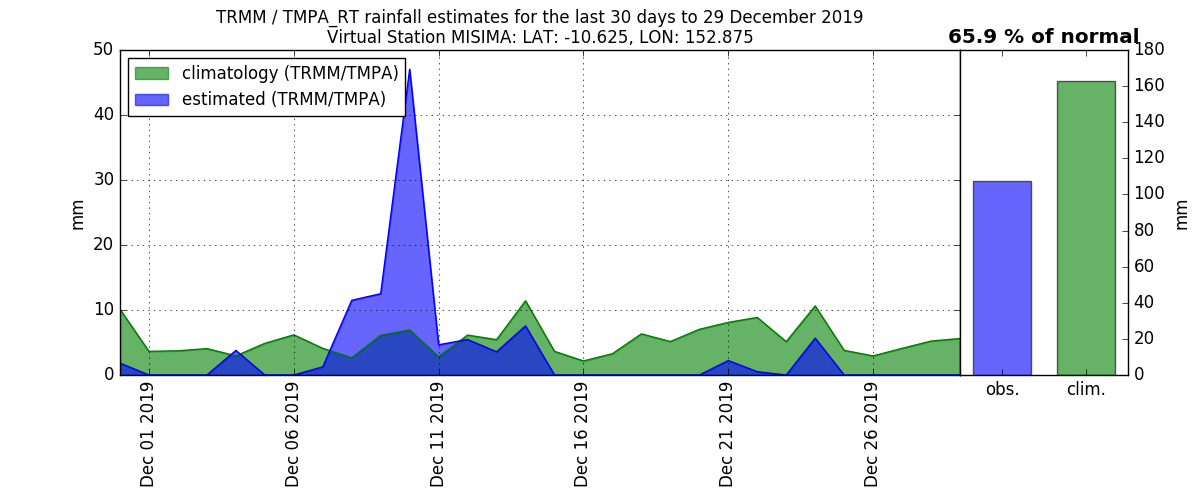 TRMM / TMPA_RT rainfall estimates for the last 30 days to 29 December 2019
Virtual Station MISIMA: LAT: -10.625, LON: 152.875
65.9 % of normal
climatology (TRMM/TMPA)
estimated (TRMM/TMPA)
50
40
30
20
10
0
mm
Dec 01 2019
Dec 06 2019
Dec 11 2019
Dec 16 2019
Dec 21 2019
Dec 26 2019
obs.
clim.
180
160
140
120
100
80
60
40
20
0
mm